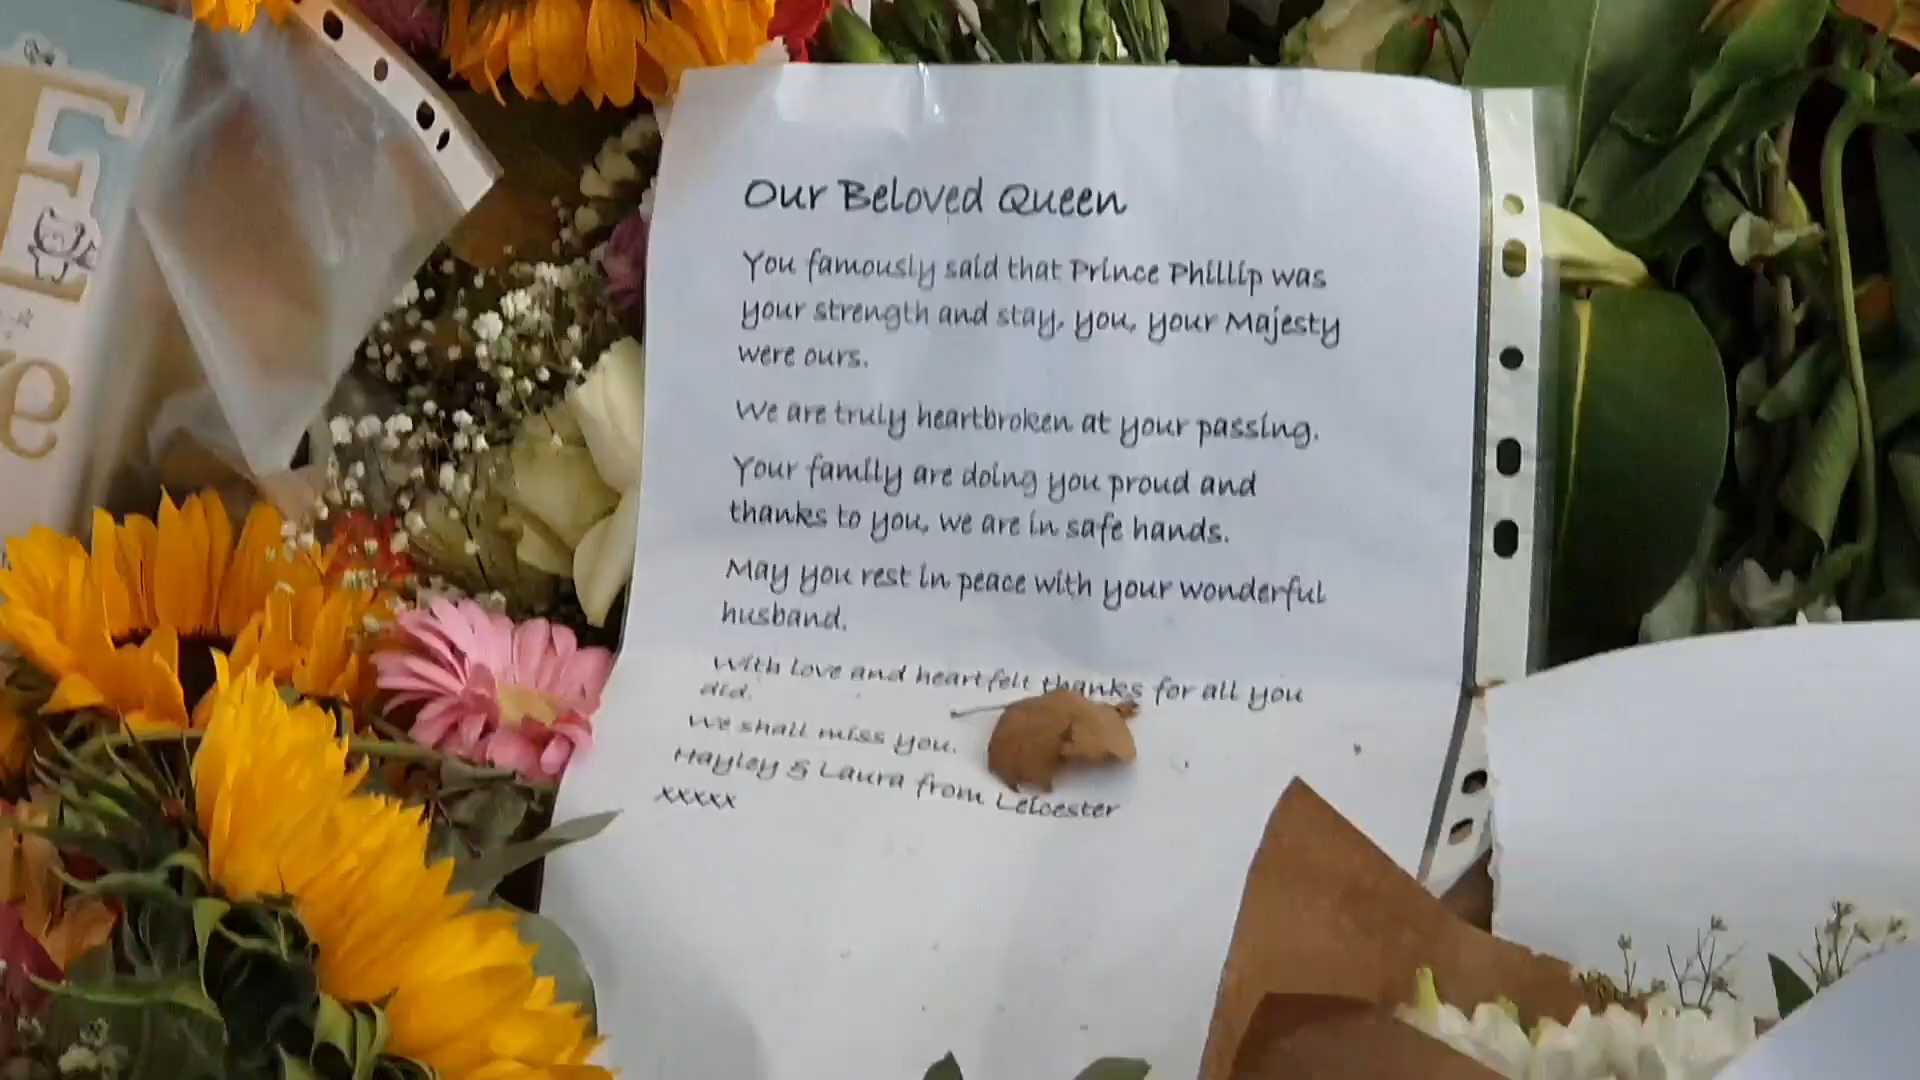 E
e
Our Beloved Queen
You famously said that Prince Phillip was
your strength and stay, you, your Majesty
were ours.
We are truly heartbroken at your passing.
Your family are doing you proud and
thanks to you, we are in safe hands.
May you rest in peace with your wonderful
husband.
With love and heartfelt thanks for all you
did.
We shall miss you.
Hayley & Laura from Leicester
xxxxx